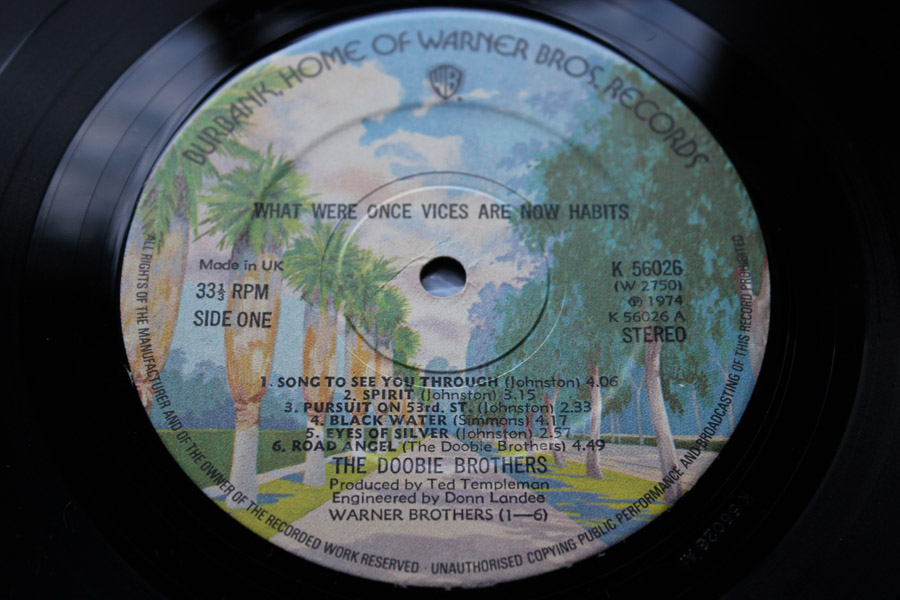 BURBANK, HOME OF WARNER BROS. RECORDS
WB
WHAT WERE ONCE VICES ARE NOW HABITS
Made in UK
33⅓ RPM
SIDE ONE
K 56026
(W 2750)
℗ 1974
K 56026 A
STEREO
1. SONG TO SEE YOU THROUGH (Johnston) 4.06
2. SPIRIT (Johnston) 3.15
3. PURSUIT ON 53rd. ST. (Johnston) 2.33
4. BLACK WATER (Simmons) 4.17
5. EYES OF SILVER (Johnston) 2.57
6. ROAD ANGEL (The Doobie Brothers) 4.49
THE DOOBIE BROTHERS
Produced by Ted Templeman
Engineered by Donn Landee
WARNER BROTHERS (1—6)
ALL RIGHTS OF THE MANUFACTURER AND OF THE OWNER OF THE RECORDED WORK RESERVED · UNAUTHORISED COPYING PUBLIC PERFORMANCE AND BROADCASTING OF THIS RECORD PROHIBITED